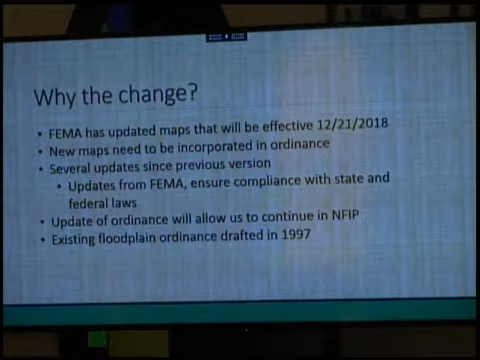 Why the change?
• FEMA has updated maps that will be effective 12/21/2018
• New maps need to be incorporated in ordinance
• Several updates since previous version
• Updates from FEMA, ensure compliance with state and
federal laws
• Update of ordinance will allow us to continue in NFIP
• Existing floodplain ordinance drafted in 1997